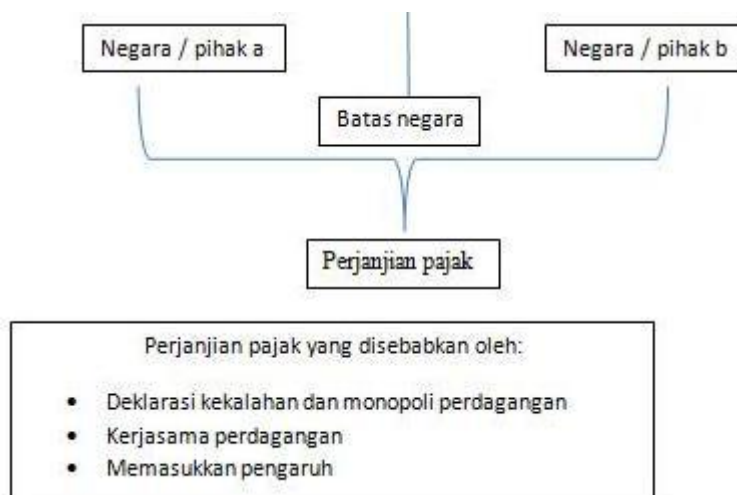 Negara / pihak a
Negara / pihak b
Batas negara
Perjanjian pajak
Perjanjian pajak yang disebabkan oleh:
• Deklarasi kekalahan dan monopoli perdagangan
• Kerjasama perdagangan
• Memasukkan pengaruh